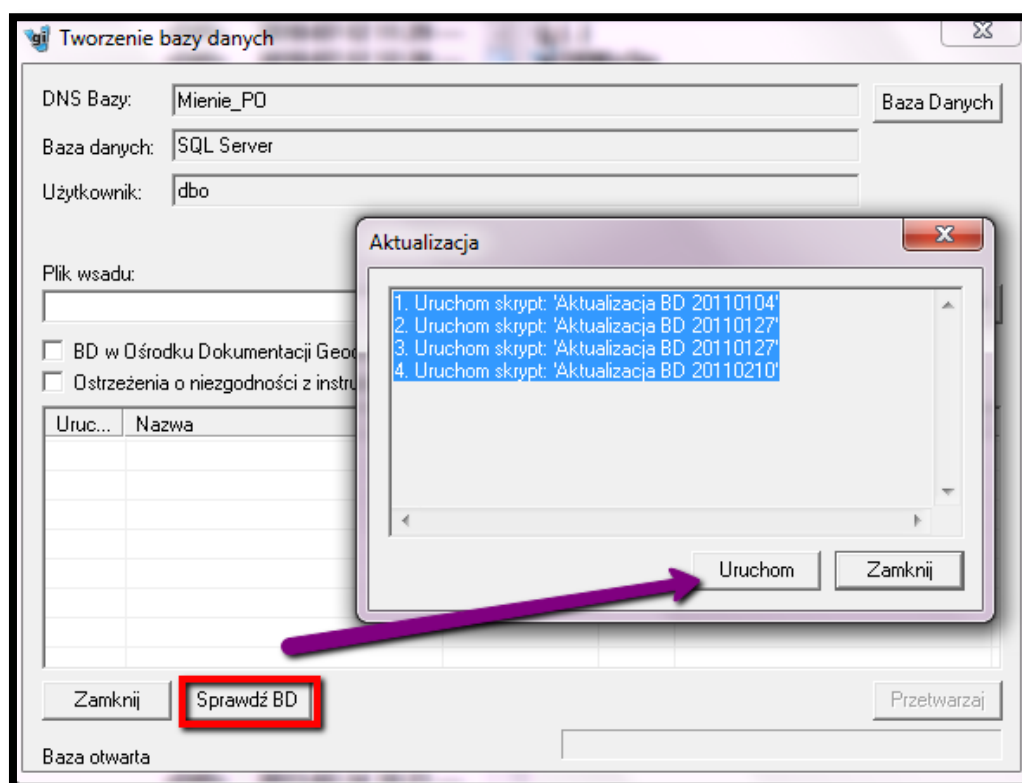 gi Tworzenie bazy danych
DNS Bazy: Mienie_PO Baza Danych
Baza danych: SQL Server
Użytkownik: dbo
Aktualizacja
Plik wsadu:
1. Uruchom skrypt: 'Aktualizacja BD 20110104'
2. Uruchom skrypt: 'Aktualizacja BD 20110127'
3. Uruchom skrypt: 'Aktualizacja BD 20110127'
4. Uruchom skrypt: 'Aktualizacja BD 20110210'
BD w Ośrodku Dokumentacji Geod
Ostrzeżenia o niezgodności z instru
Uruc... Nazwa
Uruchom Zamknij
Zamknij Sprawdź BD Przetwarzaj
Baza otwarta